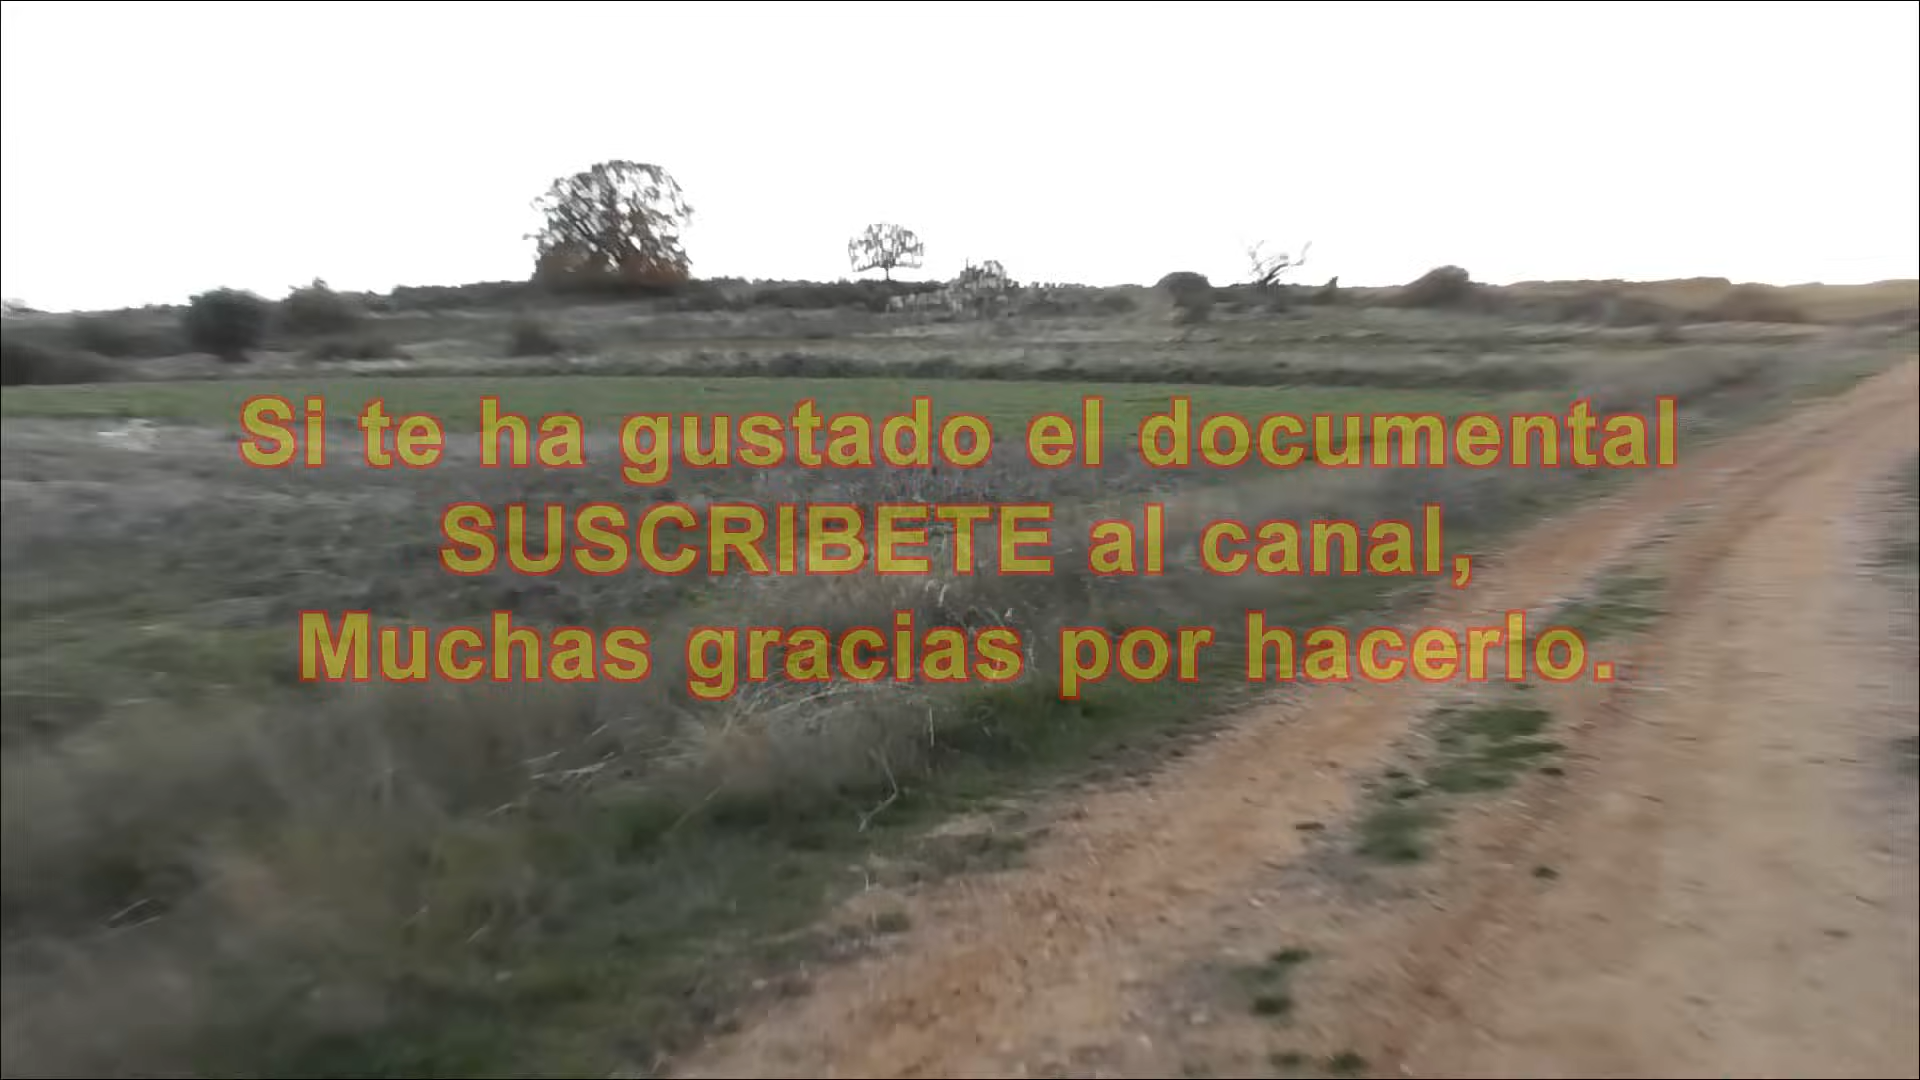 Si te ha gustado el documental
SUSCRIBETE al canal,
Muchas gracias por hacerlo.